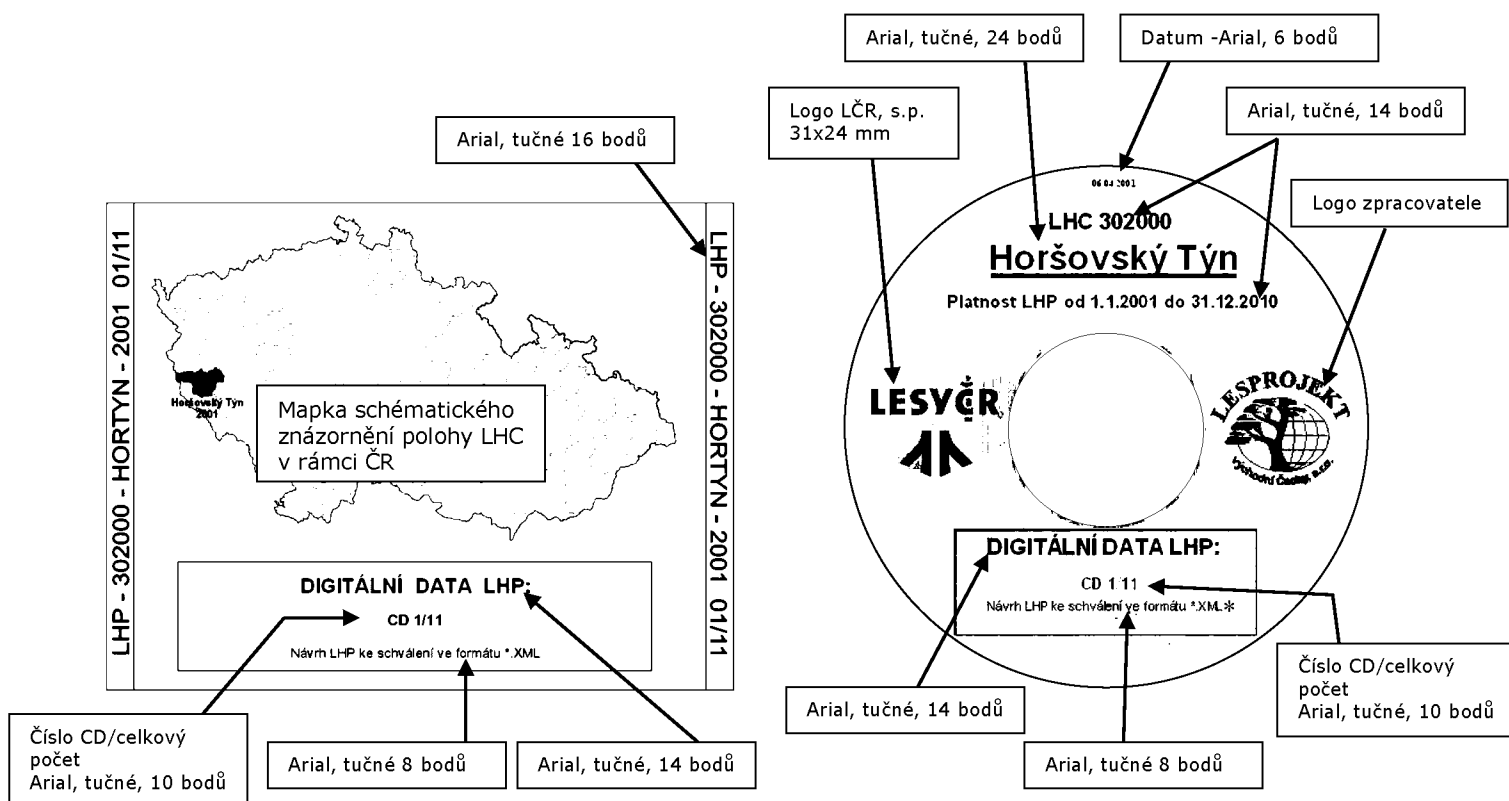 Arial, tučné 16 bodů
LHP - 302000 - HORTYN - 2001 01/11
LHP - 302000 - HORTYN - 2001 01/11
Horšovský Týn
2001
Mapka schématického
znázornění polohy LHC
v rámci ČR
DIGITÁLNÍ DATA LHP:
CD 1/11
Návrh LHP ke schválení ve formátu *.XML
Číslo CD/celkový
počet
Arial, tučné, 10 bodů
Arial, tučné 8 bodů
Arial, tučné, 14 bodů
Arial, tučné, 24 bodů
Datum -Arial, 6 bodů
Logo LČR, s.p.
31x24 mm
Arial, tučné, 14 bodů
Logo zpracovatele
LHC 302000
Horšovský Týn
Platnost LHP od 1.1.2001 do 31.12.2010
LESY ČR
LESPROJEKT
východní Čechy, s.r.o.
DIGITÁLNÍ DATA LHP:
CD 1/11
Návrh LHP ke schválení ve formátu *.XML*
Arial, tučné, 14 bodů
Arial, tučné 8 bodů
Číslo CD/celkový
počet
Arial, tučné, 10 bodů